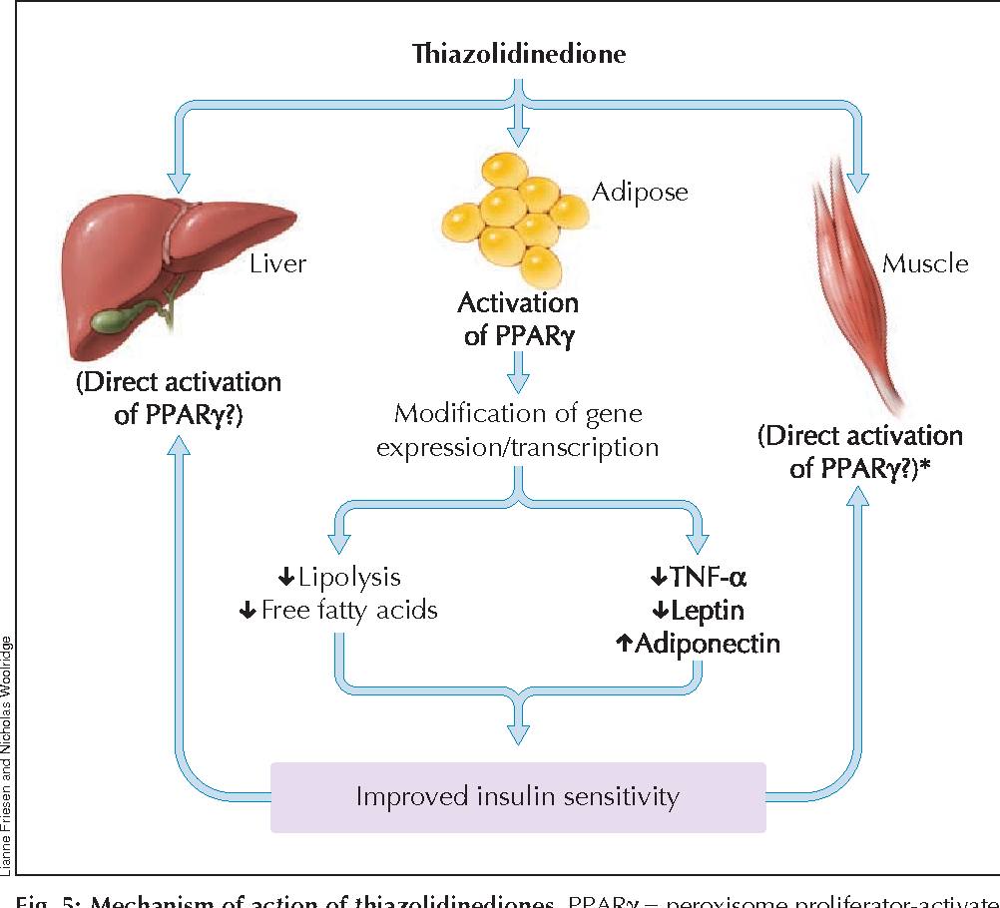 Thiazolidinedione
Adipose
Liver
Muscle
Activation
of PPARγ
(Direct activation
of PPARγ?)
Modification of gene
expression/transcription
(Direct activation
of PPARγ?)*
↓Lipolysis
↓Free fatty acids
↓TNF-α
↓Leptin
↑Adiponectin
Improved insulin sensitivity
Lianne Friesen and Nicholas Woolridge
Fig. 5: Mechanism of action of thiazolidinediones. PPARγ = peroxisome proliferator-activate